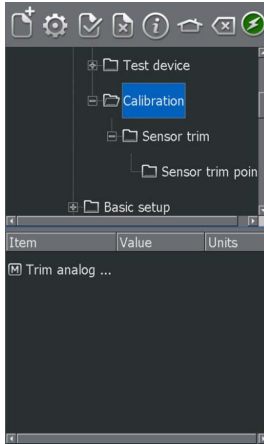 Test device
Calibration
Sensor trim
Sensor trim poin
Basic setup
Item Value Units
M Trim analog ...